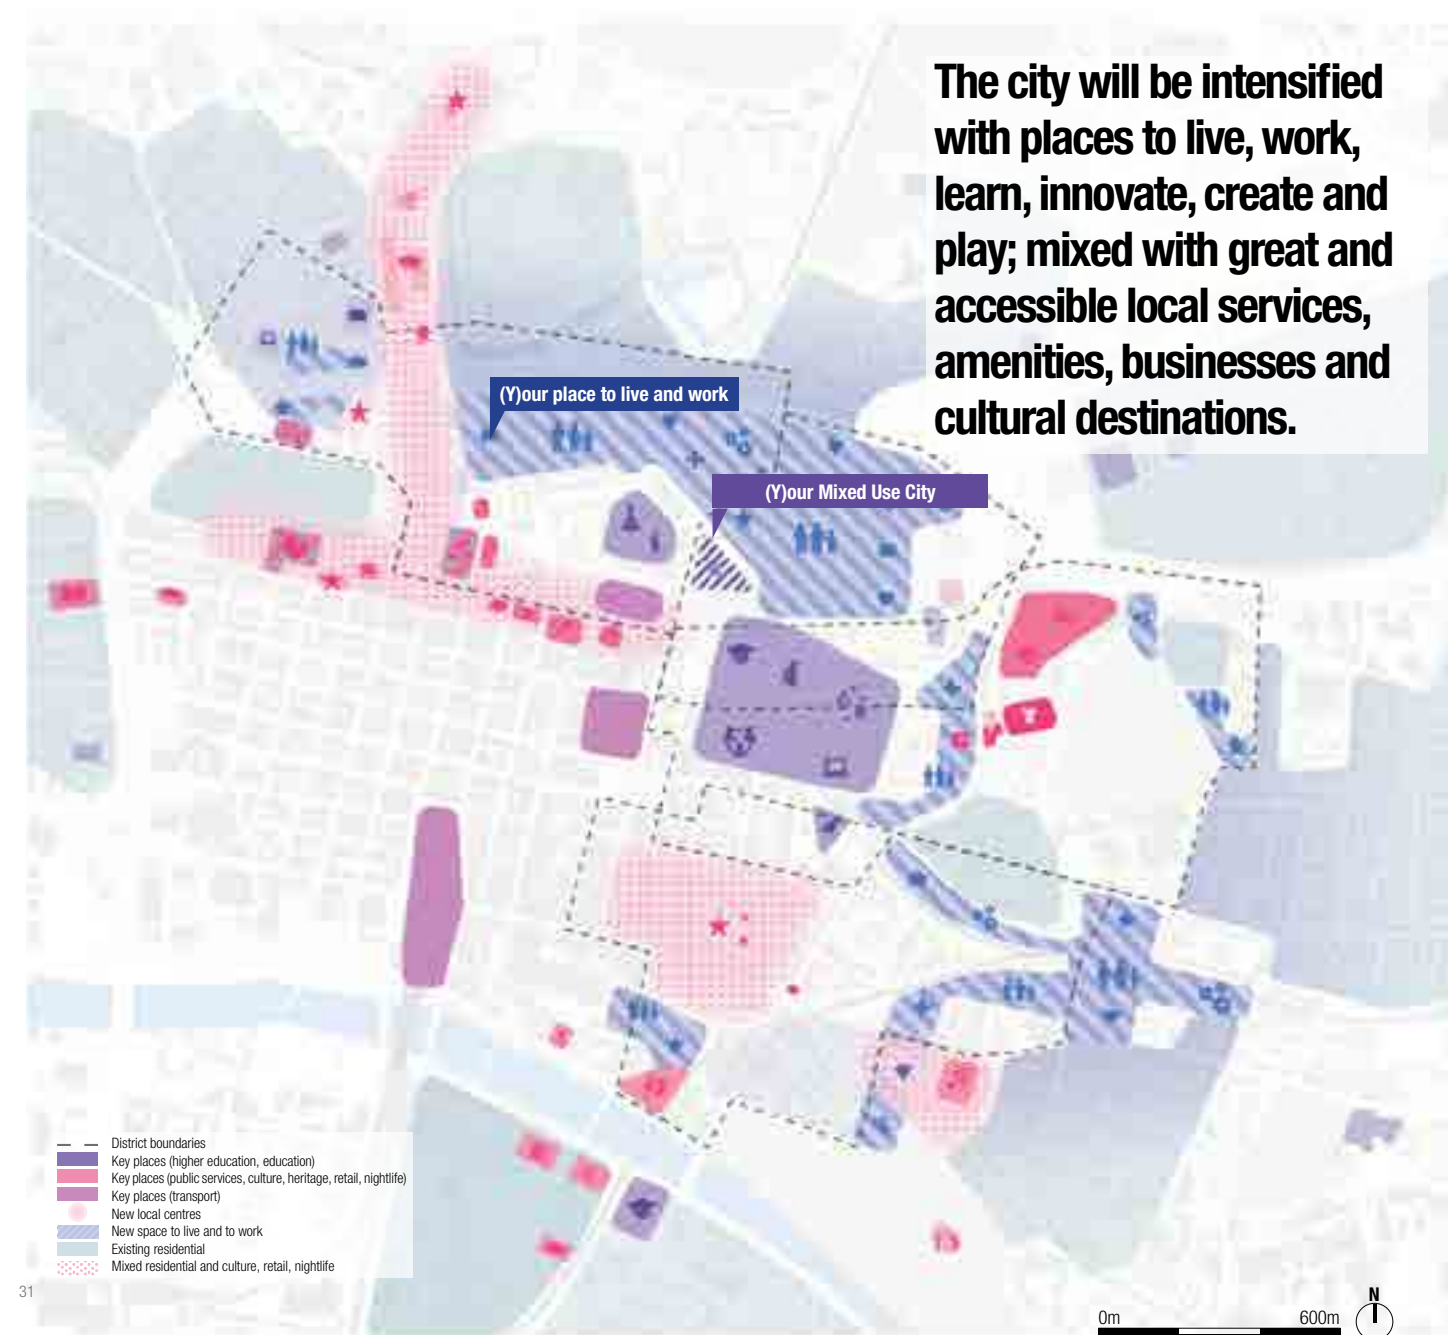 The city will be intensified
with places to live, work,
learn, innovate, create and
play; mixed with great and
accessible local services,
amenities, businesses and
cultural destinations.
(Y)our place to live and work
(Y)our Mixed Use City
District boundaries
Key places (higher education, education)
Key places (public services, culture, heritage, retail, nightlife)
Key places (transport)
New local centres
New space to live and to work
Existing residential
Mixed residential and culture, retail, nightlife
31
N
0m 600m